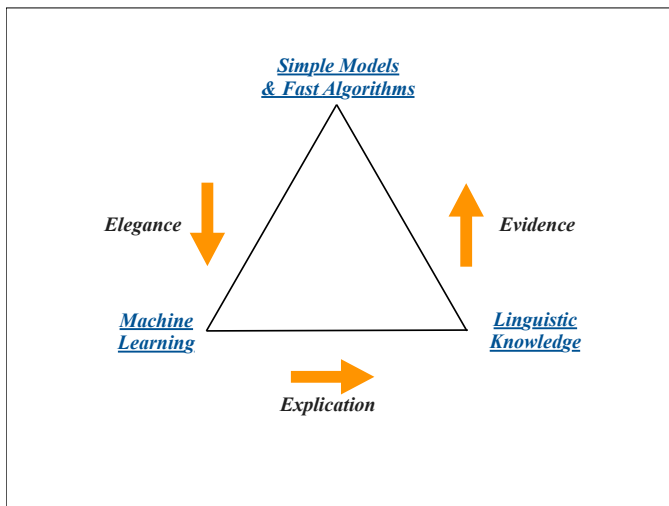 Simple Models
& Fast Algorithms
Elegance
Evidence
Machine
Learning
Linguistic
Knowledge
Explication